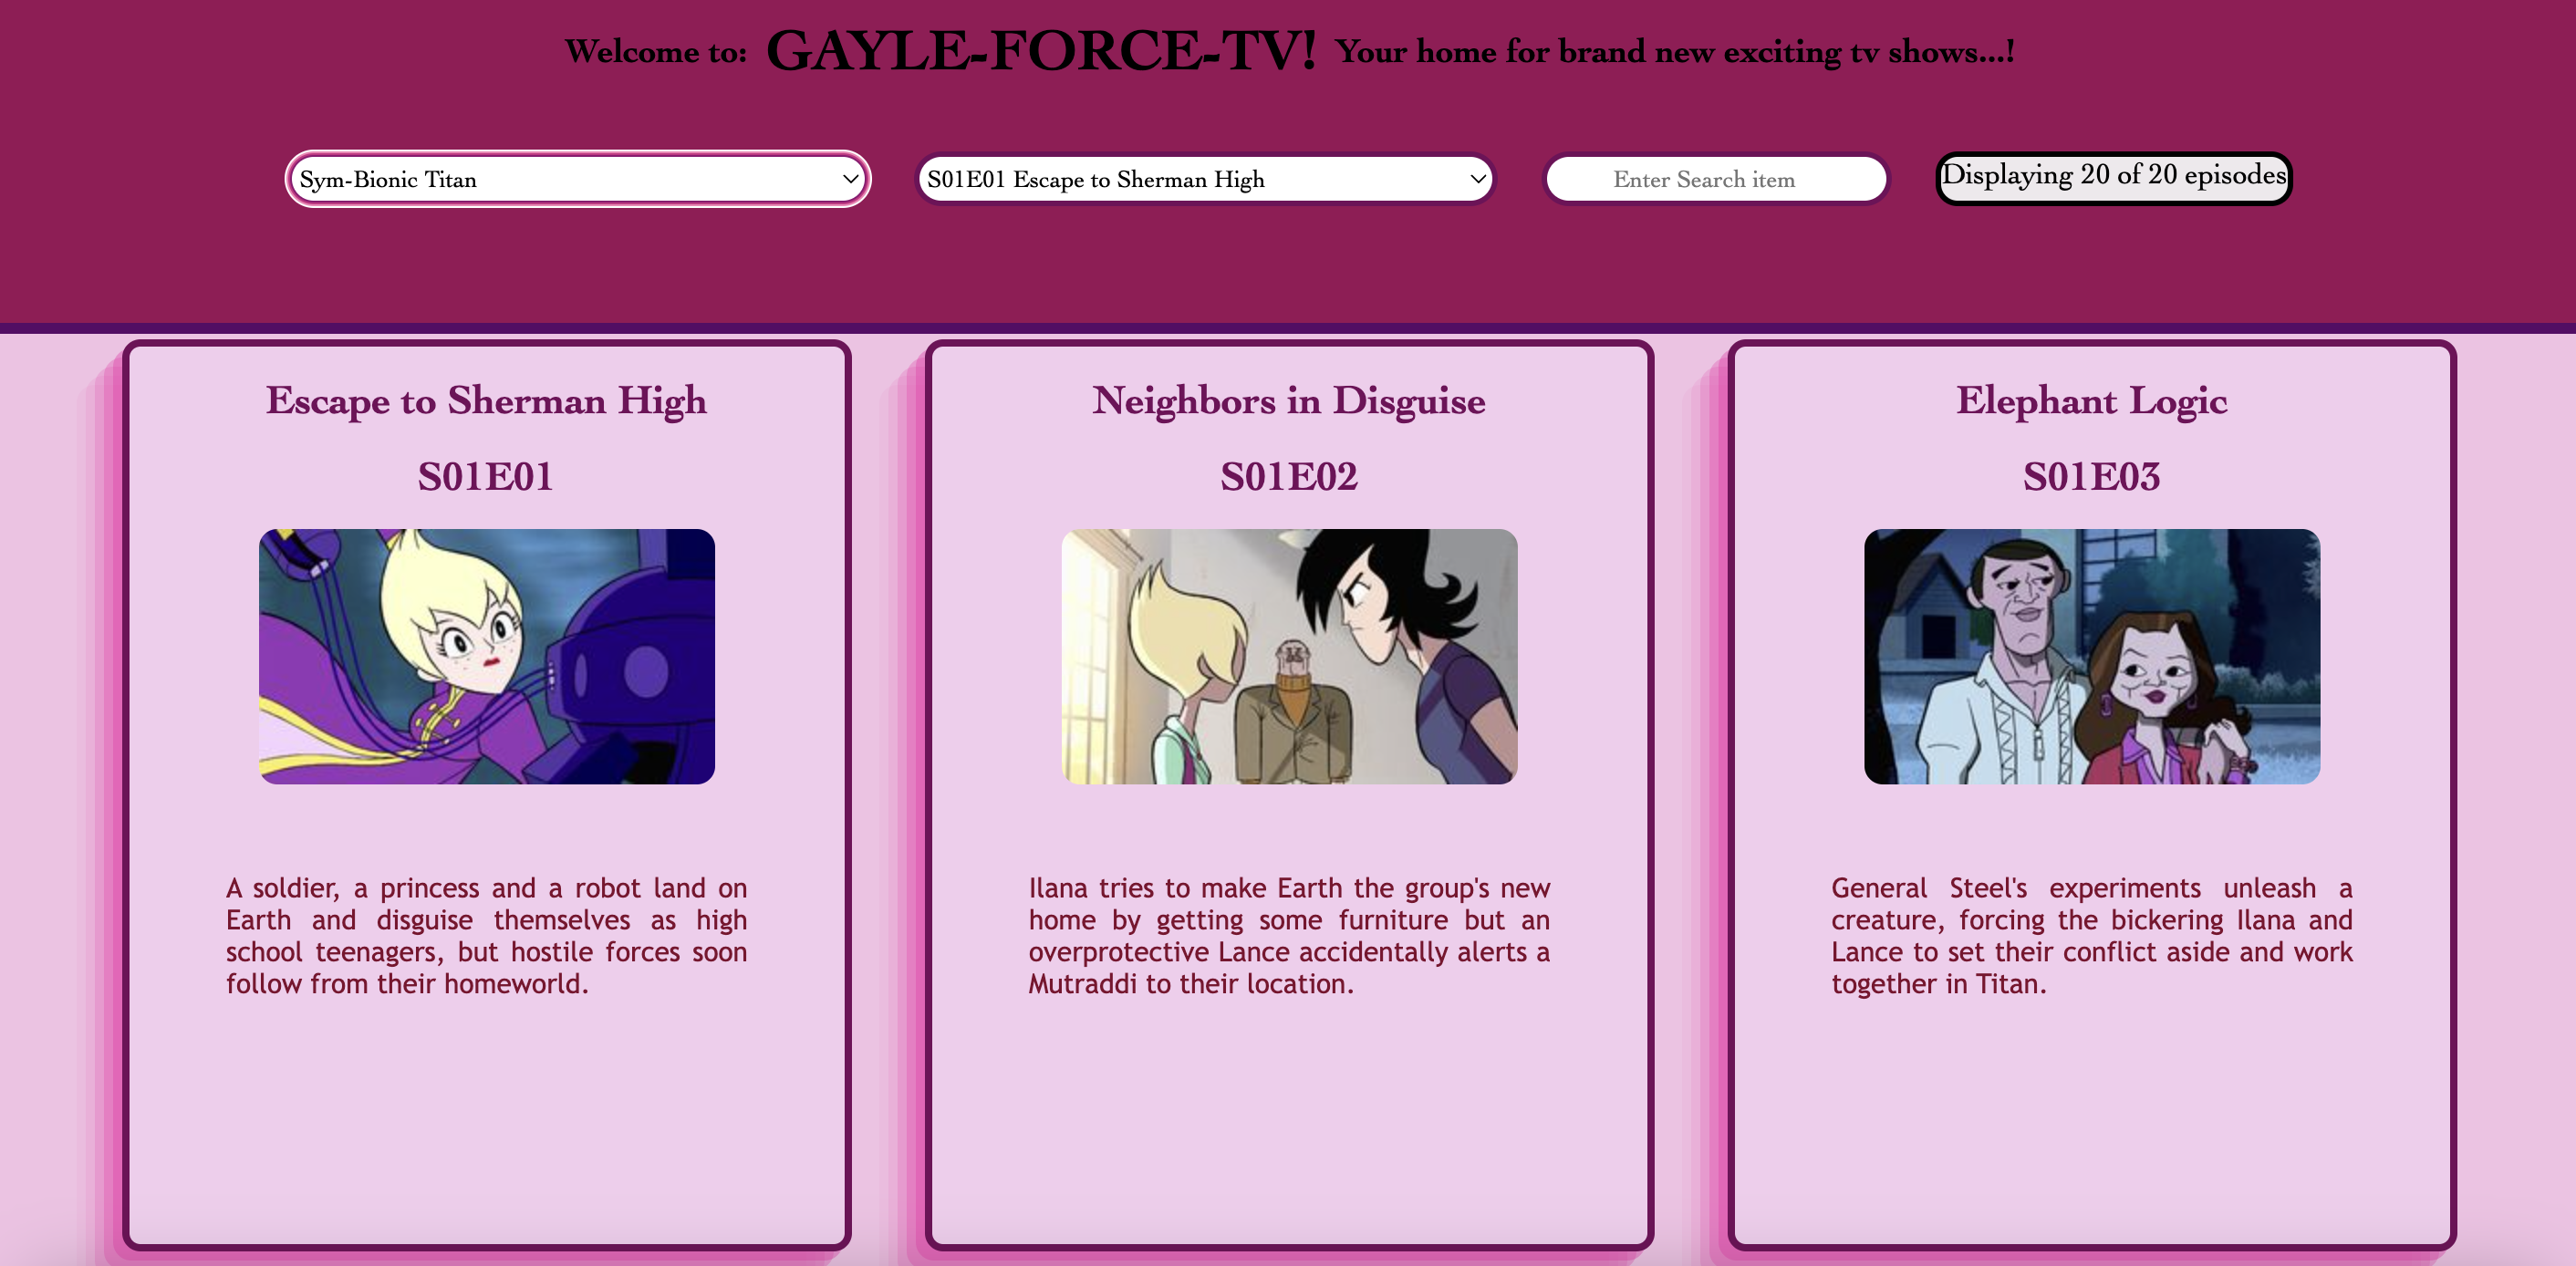 Welcome to: GAYLE-FORCE-TV! Your home for brand new exciting tv shows...!
Sym-Bionic Titan
S01E01 Escape to Sherman High
Enter Search item
Displaying 20 of 20 episodes
Escape to Sherman High
S01E01
A soldier, a princess and a robot land on
Earth and disguise themselves as high
school teenagers, but hostile forces soon
follow from their homeworld.
Neighbors in Disguise
S01E02
Ilana tries to make Earth the group's new
home by getting some furniture but an
overprotective Lance accidentally alerts a
Mutraddi to their location.
Elephant Logic
S01E03
General Steel's experiments unleash a
creature, forcing the bickering Ilana and
Lance to set their conflict aside and work
together in Titan.